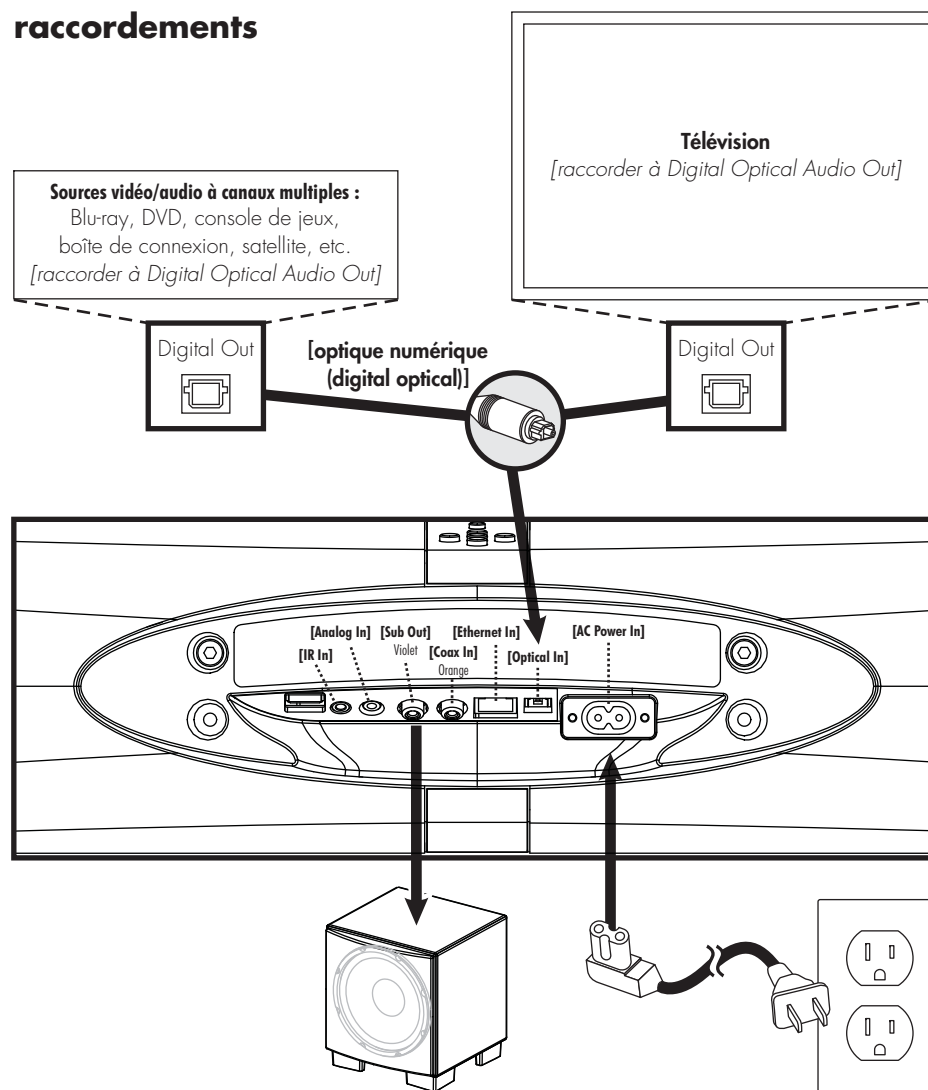 raccordements
Télévision
[raccorder à Digital Optical Audio Out]
Sources vidéo/audio à canaux multiples :
Blu-ray, DVD, console de jeux,
boîte de connexion, satellite, etc.
[raccorder à Digital Optical Audio Out]
Digital Out
[optique numérique
(digital optical)]
Digital Out
[Analog In] [Sub Out] [Ethernet In] [AC Power In]
[IR In] Violet [Coax In] [Optical In]
Orange